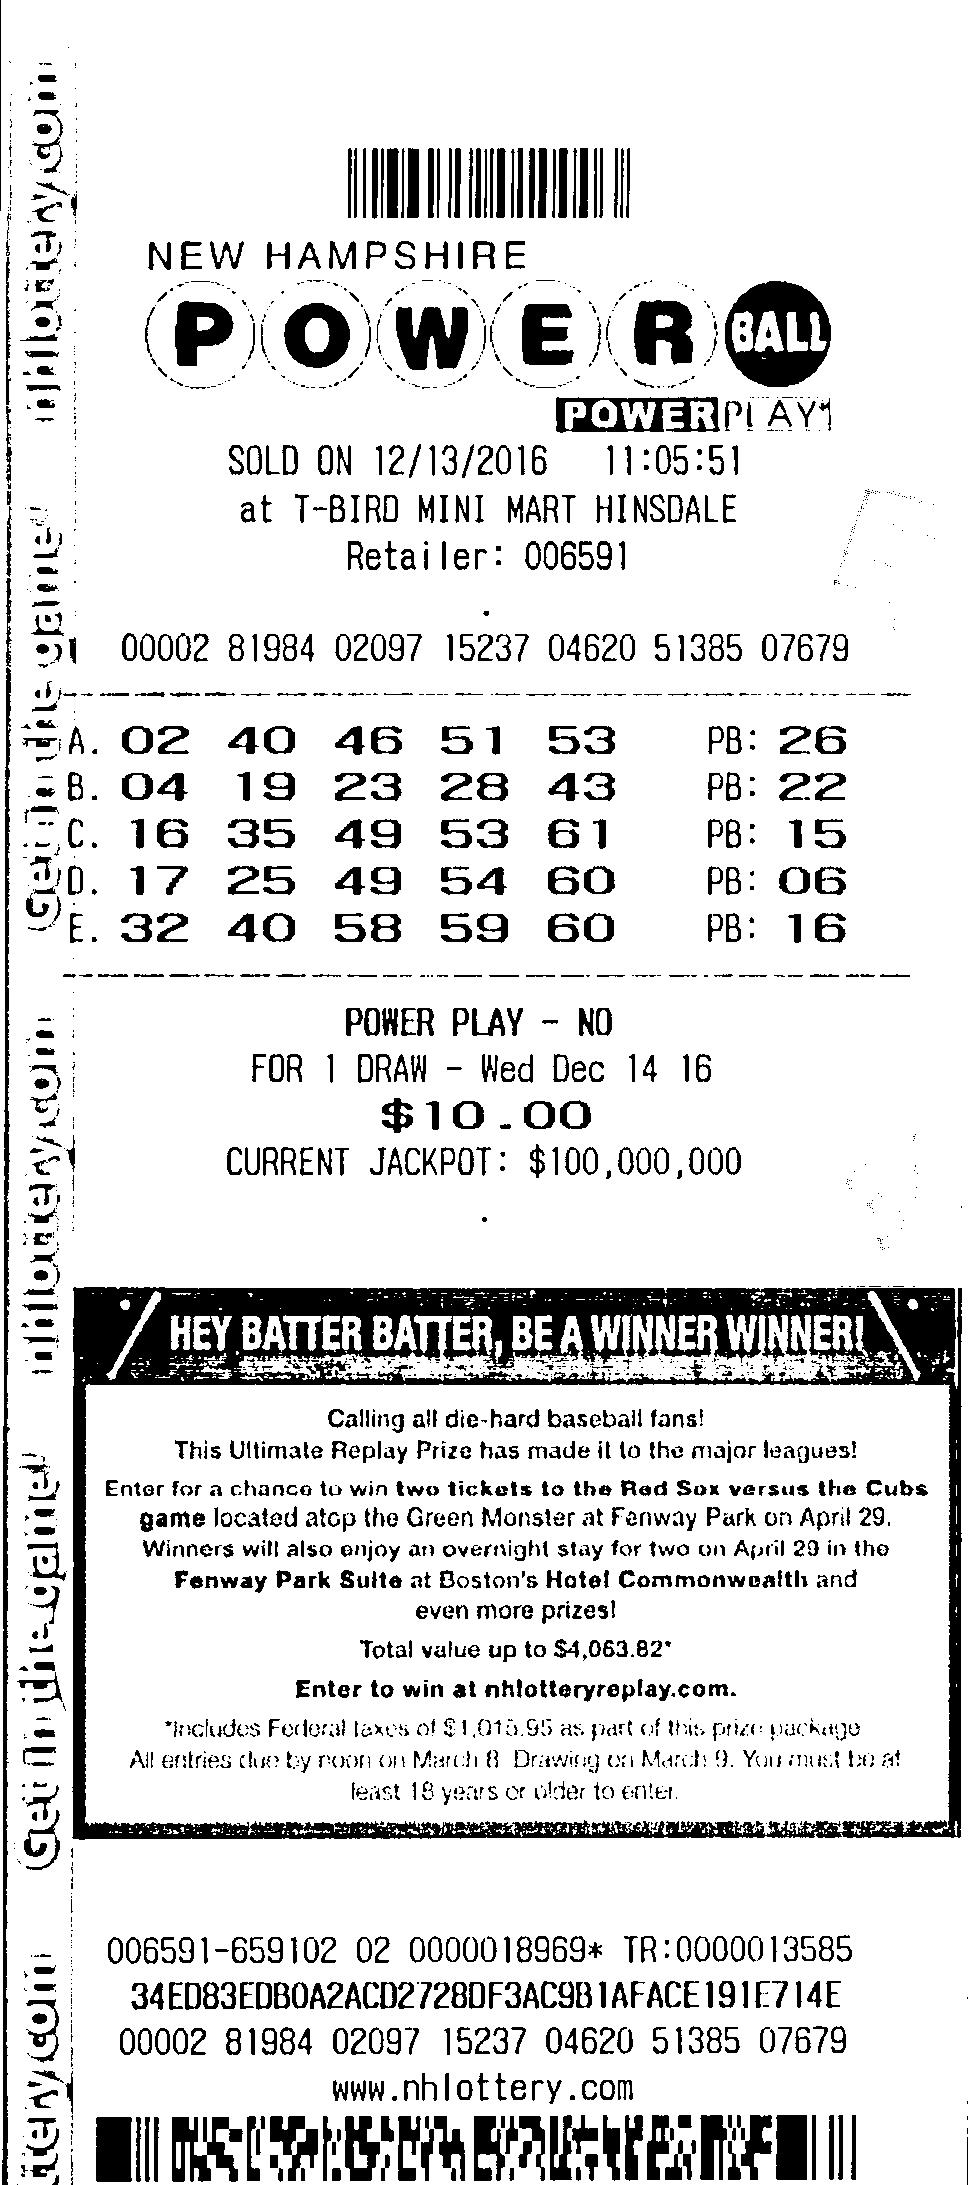 NEW HAMPSHIRE
POWER BALL
POWERPLAY
SOLD ON 12/13/2016 11:05:51
at T-BIRD MINI MART HINSDALE
Retailer: 006591
00002 81984 02097 15237 04620 51385 07679
A. 02 40 46 51 53 PB: 26
B. 04 19 23 28 43 PB: 22
C. 16 35 49 53 61 PB: 15
D. 17 25 49 54 60 PB: 06
E. 32 40 58 59 60 PB: 16
POWER PLAY - NO
FOR 1 DRAW - Wed Dec 14 16
$10.00
CURRENT JACKPOT: $100,000,000
HEY BATTER BATTER, BE A WINNER WINNER!
Calling all die-hard baseball fans!
This Ultimate Replay Prize has made it to the major leagues!
Enter for a chance to win two tickets to the Red Sox versus the Cubs
game located atop the Green Monster at Fenway Park on April 29.
Winners will also enjoy an overnight stay for two on April 29 in the
Fenway Park Suite at Boston's Hotel Commonwealth and
even more prizes!
Total value up to $4,063.82*
Enter to win at nhlotteryreplay.com.
*Includes Federal taxes of $1,015.95 as part of this prize package
All entries due by noon on March 8. Drawing on March 9. You must be at
least 18 years or older to enter.
006591-659102 02 0000018969* TR:0000013585
34ED83EDB0A2ACD2728DF3AC9B1AFACE191E714E
00002 81984 02097 15237 04620 51385 07679
www.nhlottery.com
nhlottery.com
Get in the game!
nhlottery.com
Get in the game!